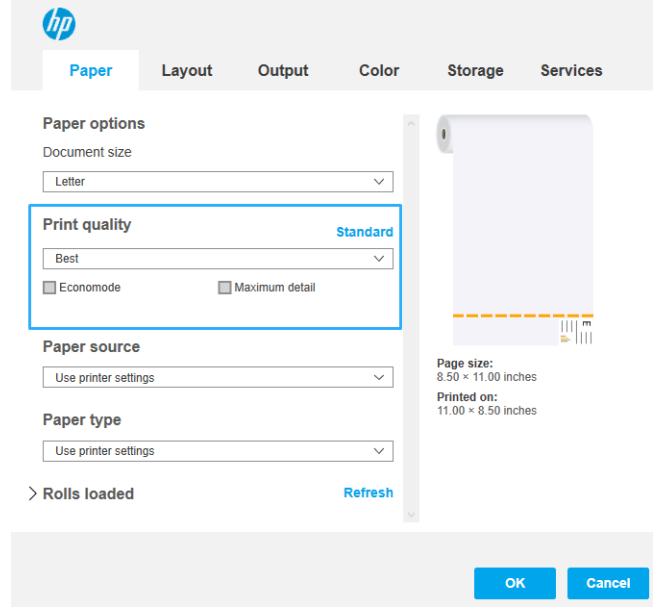 hp
Paper Layout Output Color Storage Services
Paper options
Document size
Letter
Print quality
Standard
Best
Economode Maximum detail
Paper source
Use printer settings
Paper type
Use printer settings
Rolls loaded
Refresh
Page size:
8.50 × 11.00 inches
Printed on:
11.00 × 8.50 inches
OK Cancel